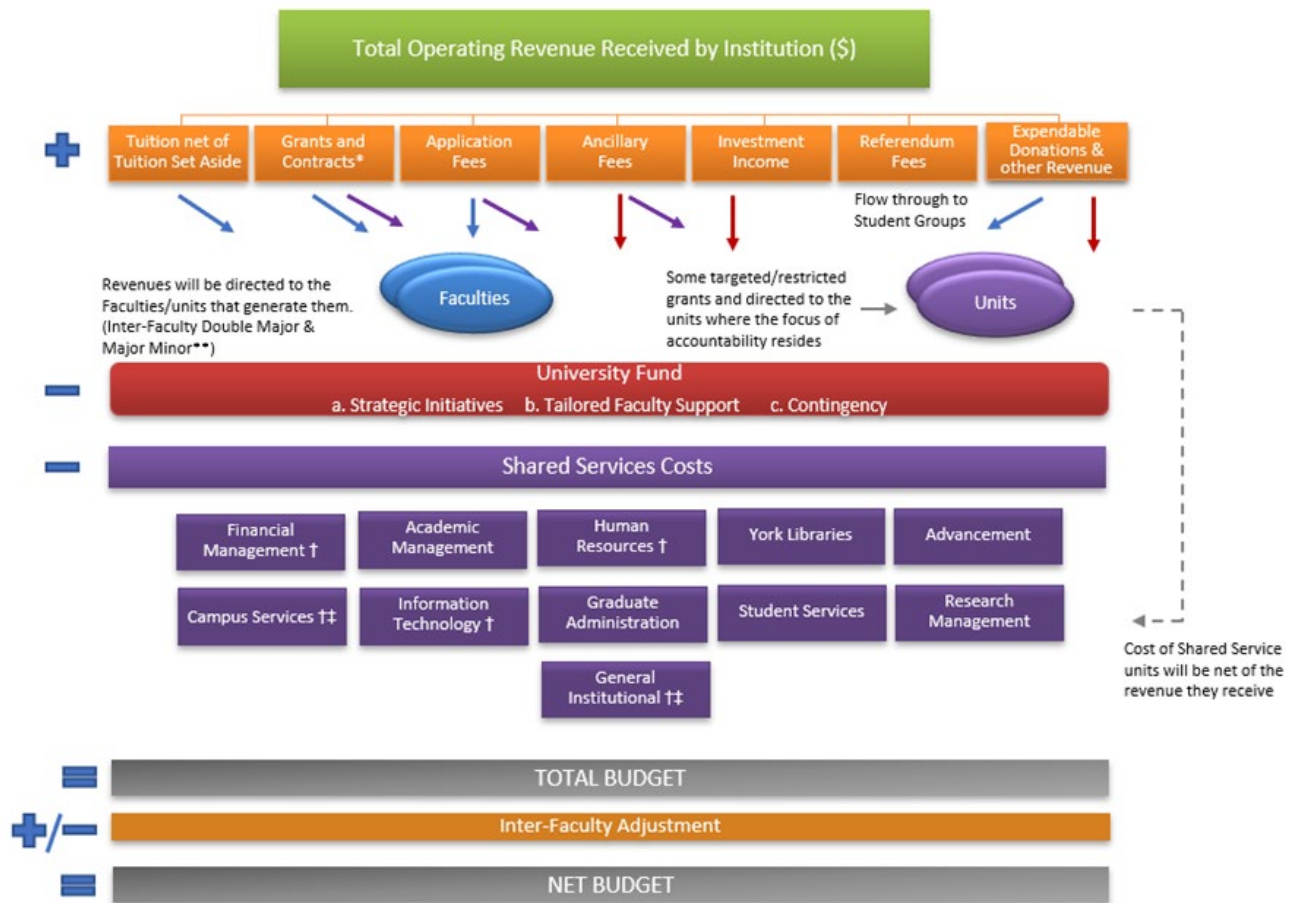 Total Operating Revenue Received by Institution ($)
Tuition net of
Tuition Set Aside
Grants and
Contracts*
Application
Fees
Ancillary
Fees
Investment
Income
Referendum
Fees
Expendable
Donations &
other Revenue
Flow through to
Student Groups
Revenues will be directed to the
Faculties/units that generate them.
(Inter-Faculty Double Major &
Major Minor**)
Faculties
Some targeted/restricted
grants and directed to the
units where the focus of
accountability resides
Units
University Fund
a. Strategic Initiatives b. Tailored Faculty Support c. Contingency
Shared Services Costs
Financial
Management †
Academic
Management
Human
Resources †
York Libraries
Advancement
Campus Services †‡
Information
Technology †
Graduate
Administration
Student Services
Research
Management
General
Institutional †‡
Cost of Shared Service
units will be net of the
revenue they receive
TOTAL BUDGET
Inter-Faculty Adjustment
NET BUDGET